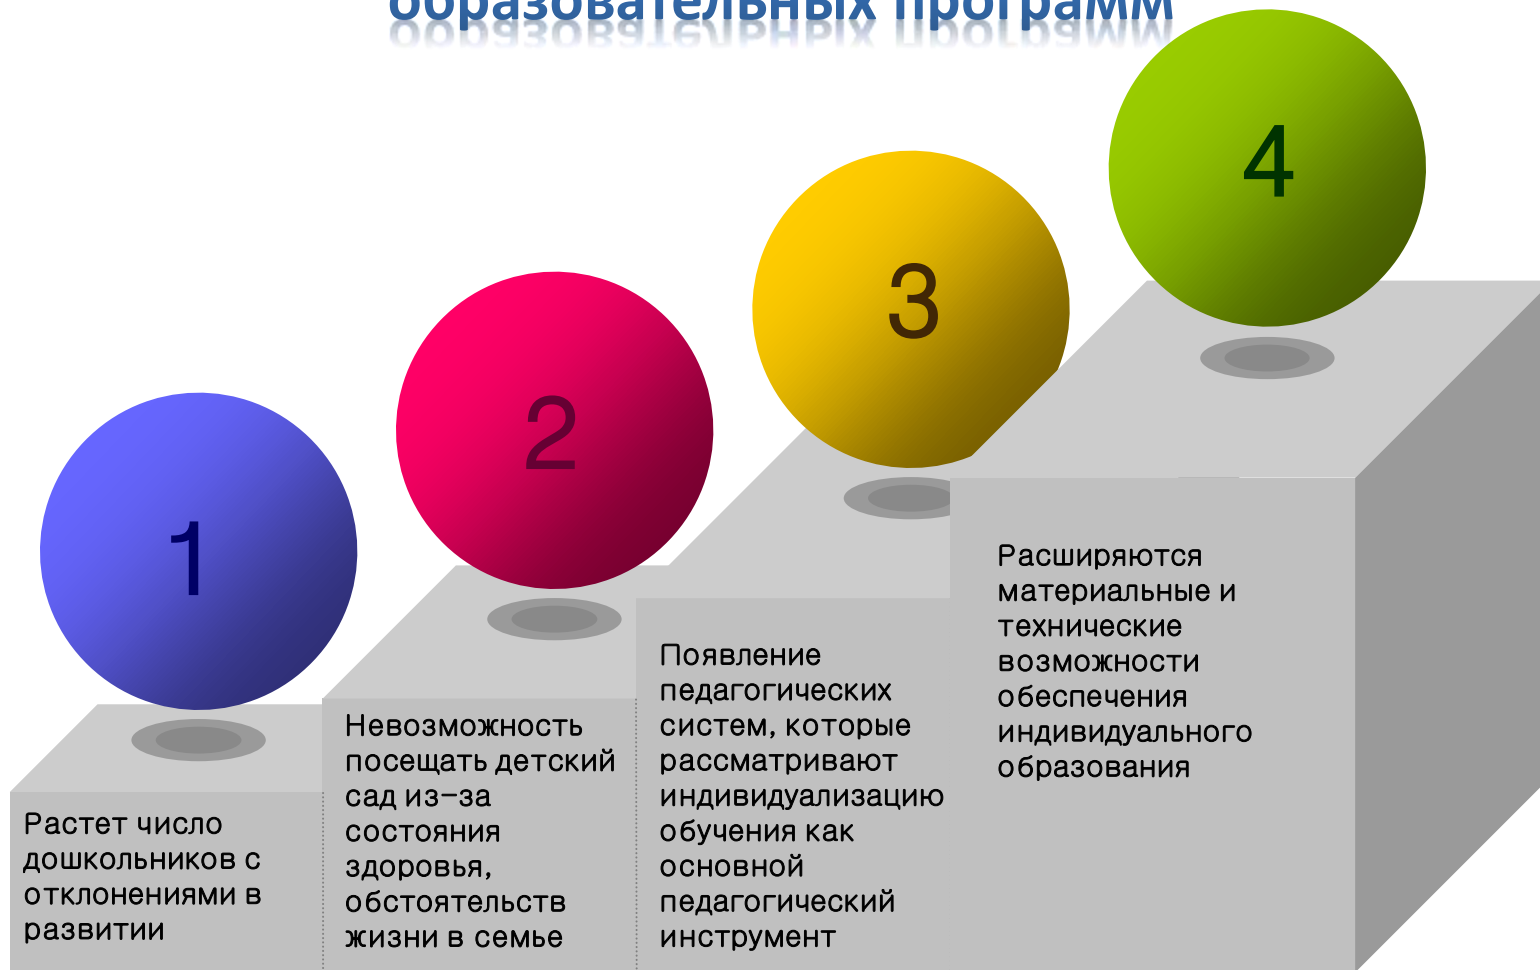 образовательных программ
1
Растет число
дошкольников с
отклонениями в
развитии
2
Невозможность
посещать детский
сад из-за
состояния
здоровья,
обстоятельств
жизни в семье
3
Появление
педагогических
систем, которые
рассматривают
индивидуализацию
обучения как
основной
педагогический
инструмент
4
Расширяются
материальные и
технические
возможности
обеспечения
индивидуального
образования